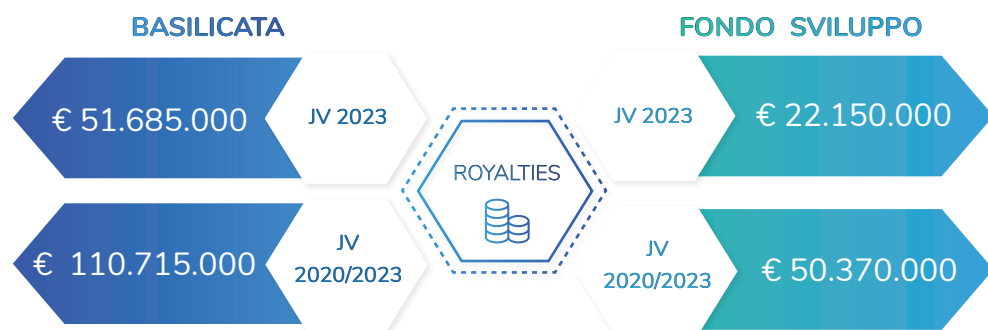 BASILICATA
FONDO SVILUPPO
€ 51.685.000
JV 2023
JV 2023
€ 22.150.000
ROYALTIES
€ 110.715.000
JV
2020/2023
JV
2020/2023
€ 50.370.000